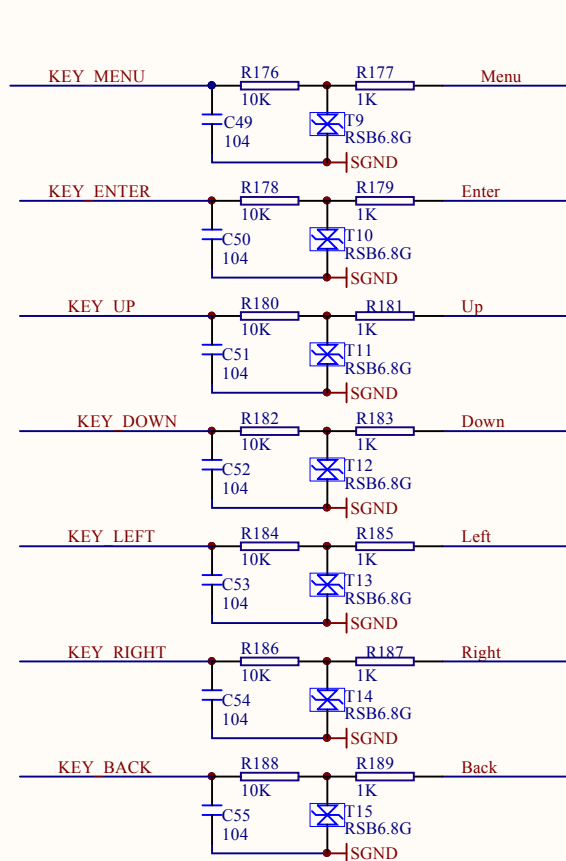 KEY_MENU R176 R177 Menu
10K 1K
C49 T9
104 RSB6.8G
SGND
KEY_ENTER R178 R179 Enter
10K 1K
C50 T10
104 RSB6.8G
SGND
KEY_UP R180 R181 Up
10K 1K
C51 T11
104 RSB6.8G
SGND
KEY_DOWN R182 R183 Down
10K 1K
C52 T12
104 RSB6.8G
SGND
KEY_LEFT R184 R185 Left
10K 1K
C53 T13
104 RSB6.8G
SGND
KEY_RIGHT R186 R187 Right
10K 1K
C54 T14
104 RSB6.8G
SGND
KEY_BACK R188 R189 Back
10K 1K
C55 T15
104 RSB6.8G
SGND